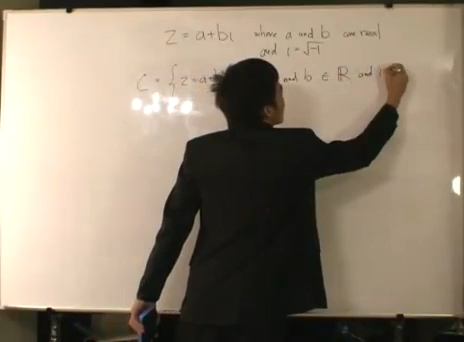 z = a+bi where a and b are real
and i = √-1
C = { z = a and b ∈ ℝ and